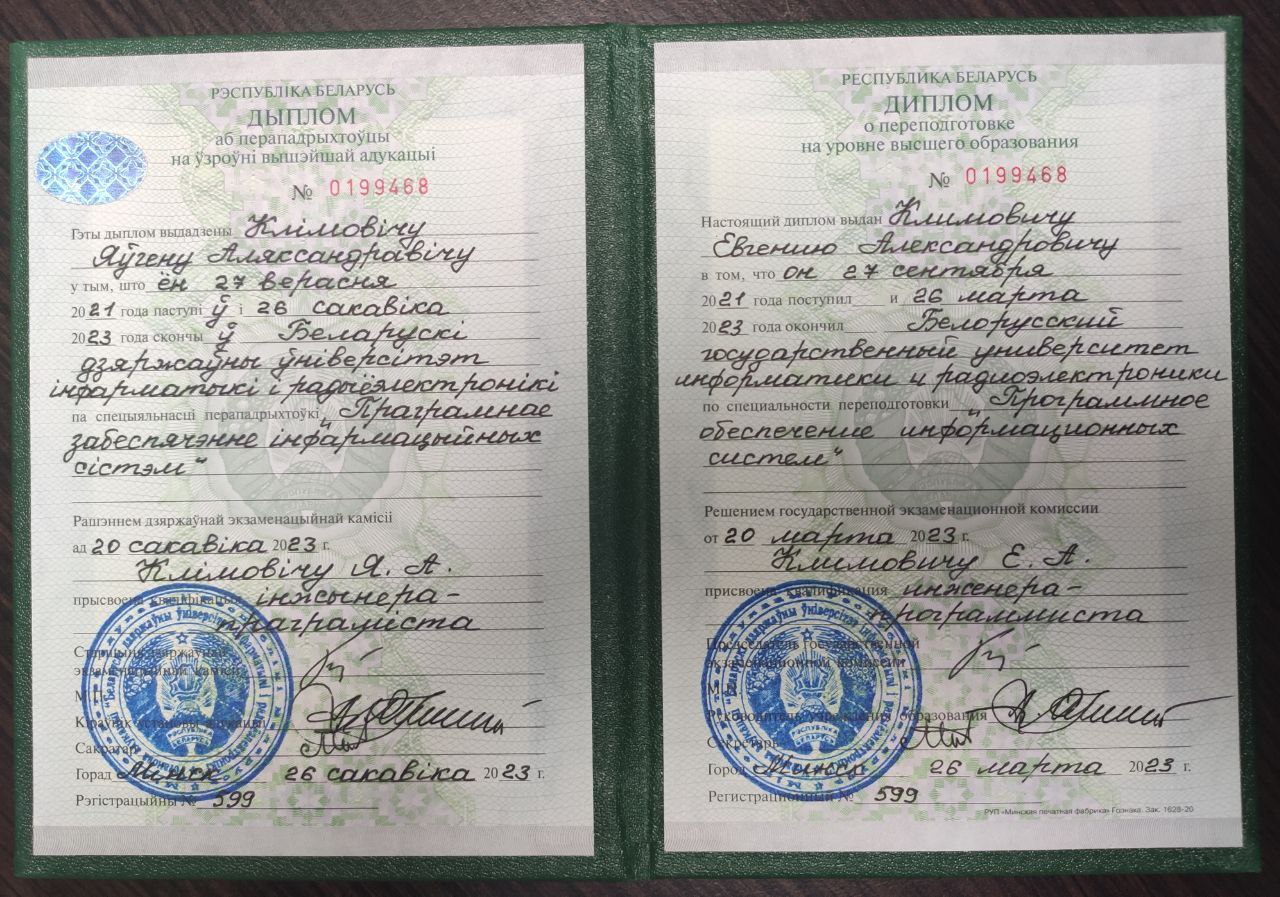 РЭСПУБЛІКА БЕЛАРУСЬ
ДЫПЛОМ
аб перападрыхтоўцы
на ўзроўні вышэйшай адукацыі
№ 0199468
Гэты дыплом выдадзены Клімовічу
Яўгену Аляксандравічу
у тым, што ён 27 верасня
2021 года паступі ў і 26 сакавіка
2023 года скончы ў Беларускі
дзяржаўны ўніверсітэт
інфарматыкі і радыёэлектронікі
па спецыяльнасці перападрыхтоўкі „Праграмнае
забеспячэнне інфармацыйных
сістэм“
Рашэннем дзяржаўнай экзаменацыйнай камісіі
ад 20 сакавіка 2023 г.
Клімовічу Я. А.
прысвоена кваліфікацыя інжынера-
праграміста
Старшыня дзяржаўнай
экзаменацыйнай камісіі
М.П.
Кіраўнік установы адукацыі
Сакратар
Горад Мінск 26 сакавіка 2023 г.
Рэгістрацыйны № 599
РЕСПУБЛИКА БЕЛАРУСЬ
ДИПЛОМ
о переподготовке
на уровне высшего образования
№ 0199468
Настоящий диплом выдан Климовичу
Евгению Александровичу
в том, что он 27 сентября
2021 года поступил и 26 марта
2023 года окончил Белорусский
государственный университет
информатики и радиоэлектроники
по специальности переподготовки „Программное
обеспечение информационных
систем“
Решением государственной экзаменационной комиссии
от 20 марта 2023 г.
Климовичу Е. А.
присвоена квалификация инженера-
программиста
Председатель государственной
экзаменационной комиссии
М.П.
Руководитель учреждения образования
Секретарь
Город Минск 26 марта 2023 г.
Регистрационный № 599
РУП «Минская печатная фабрика» Гознака. Зак. 1628-20